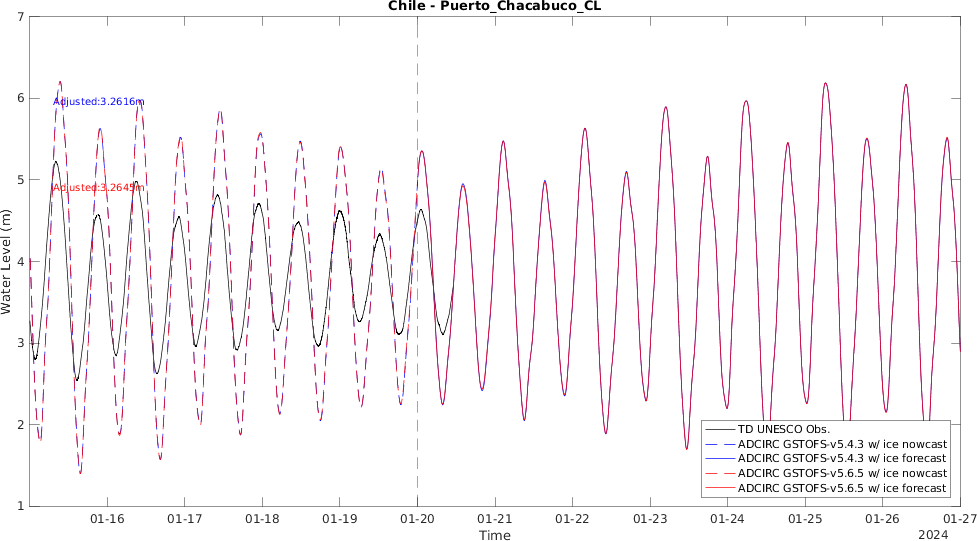 Chile - Puerto_Chacabuco_CL
7
6
5
4
3
2
1
Water Level (m)
Adjusted:3.2616m
Adjusted:3.2645m
TD UNESCO Obs.
ADCIRC GSTOFS-v5.4.3 w/ ice nowcast
ADCIRC GSTOFS-v5.4.3 w/ ice forecast
ADCIRC GSTOFS-v5.6.5 w/ ice nowcast
ADCIRC GSTOFS-v5.6.5 w/ ice forecast
01-16 01-17 01-18 01-19 01-20 01-21 01-22 01-23 01-24 01-25 01-26 01-27
Time
2024